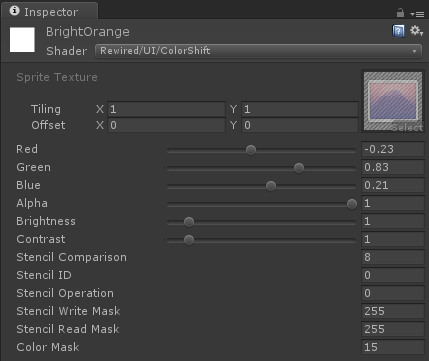 Inspector
BrightOrange
Shader Rewired/UI/ColorShift
Sprite Texture
Tiling X 1 Y 1
Offset X 0 Y 0
Select
Red -0.23
Green 0.83
Blue 0.21
Alpha 1
Brightness 1
Contrast 1
Stencil Comparison 8
Stencil ID 0
Stencil Operation 0
Stencil Write Mask 255
Stencil Read Mask 255
Color Mask 15